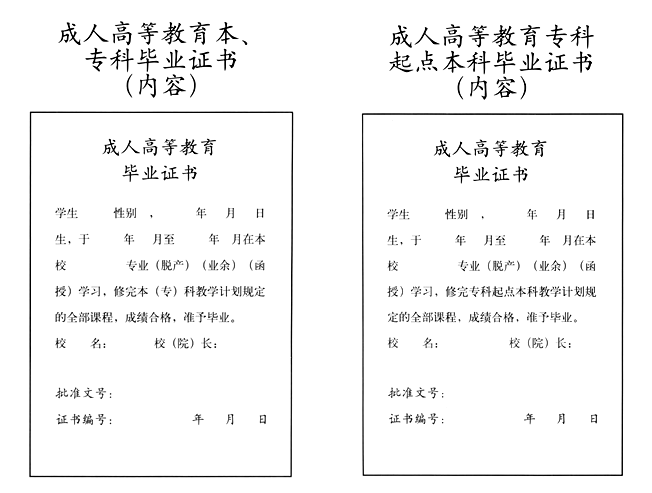 成人高等教育本、
专科毕业证书
（内容）
成人高等教育
毕业证书
学生　　性别　，　　年　月　日
生，于　　年　月至　　年　月在本
校　　　　专业（脱产）（业余）（函
授）学习，修完本（专）科教学计划规定
的全部课程，成绩合格，准予毕业。
校　　名：　　　校（院）长：
批准文号：
证书编号：　　　　　年　月　日
成人高等教育专科
起点本科毕业证书
（内容）
成人高等教育
毕业证书
学生　　性别　，　　年　月　日
生，于　　年　月至　　年　月在本
校　　　　专业（脱产）（业余）（函
授）学习，修完专科起点本科教学计划规
定的全部课程，成绩合格，准予毕业。
校　　名：　　　校（院）长：
批准文号：
证书编号：　　　　　年　月　日